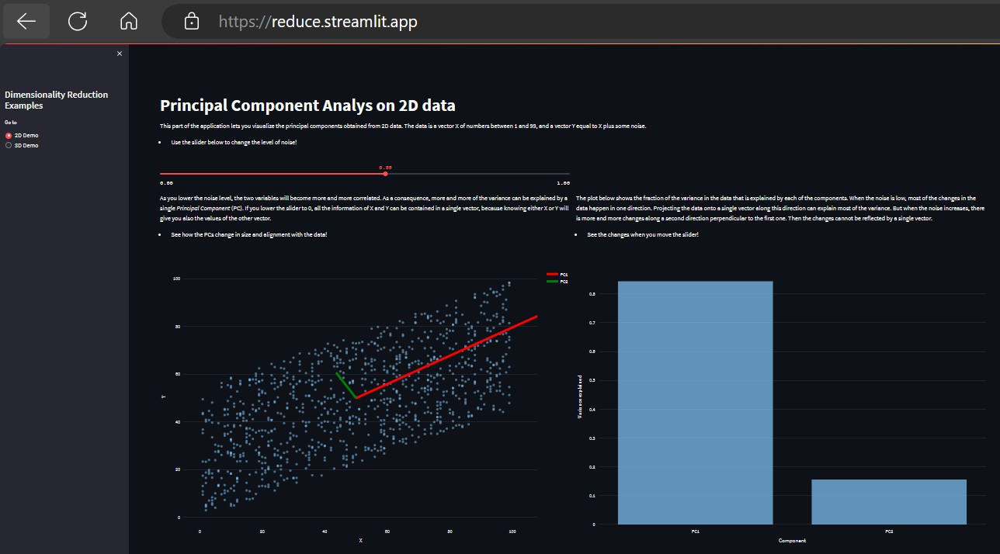 https://reduce.streamlit.app
×
Dimensionality Reduction
Examples
Go to
2D Demo
3D Demo
Principal Component Analys on 2D data
This part of the application lets you visualize the principal components obtained from 2D data. The data is a vector X of numbers between 1 and 99, and a vector Y equal to X plus some noise.
• Use the slider below to change the level of noise!
0.55
0.00 1.00
As you lower the noise level, the two variables will become more and more correlated. As a consequence, more and more of the variance can be explained by a
single Principal Component (PC). If you lower the slider to 0, all the information of X and Y can be contained in a single vector, because knowing either X or Y will
give you also the values of the other vector.
• See how the PCs change in size and alignment with the data!
The plot below shows the fraction of the variance in the data that is explained by each of the components. When the noise is low, most of the changes in the
data happen in one direction. Projecting the data onto a single vector along this direction can explain most of the variance. But when the noise increases, there
is more and more changes along a second direction perpendicular to the first one. Then the changes cannot be reflected by a single vector.
• See the changes when you move the slider!
PC1
PC2
100
80
60
40
20
0
Y
0 20 40 60 80 100
X
0.8
0.7
0.6
0.5
0.4
0.3
0.2
0.1
0
Variance explained
PC1 PC2
Component